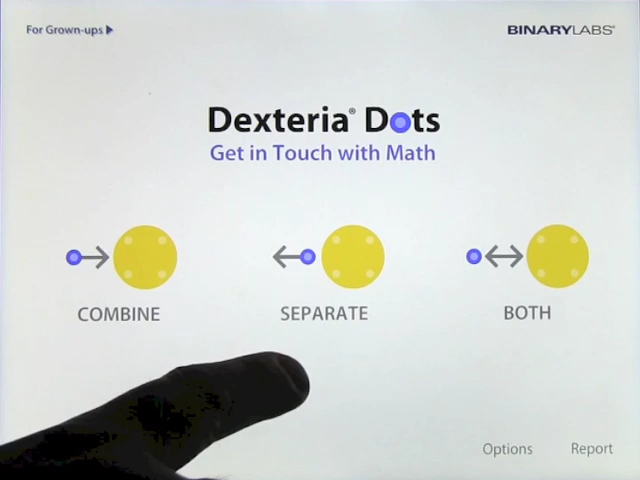 For Grown-ups
BINARYLABS®
Dexteria® Dots
Get in Touch with Math
COMBINE
SEPARATE
BOTH
Options
Report